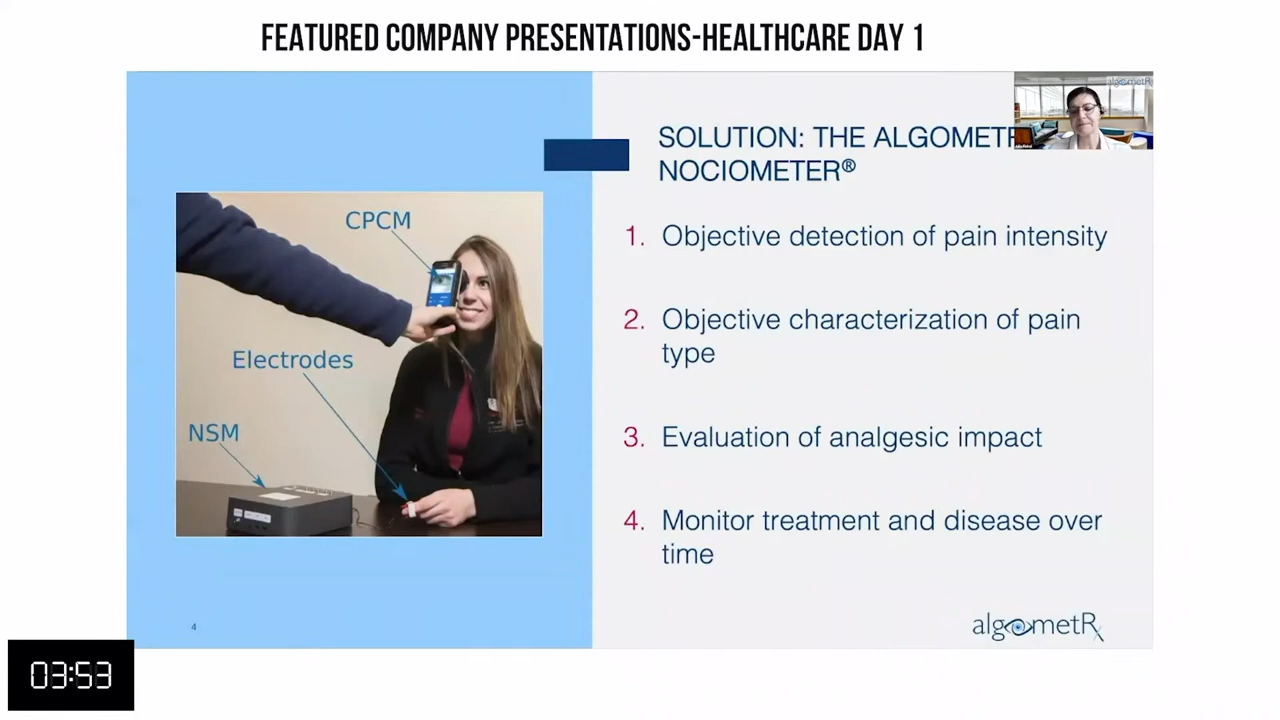 FEATURED COMPANY PRESENTATIONS-HEALTHCARE DAY 1
algometRx
SOLUTION: THE ALGOMETR
NOCIOMETER®
CPCM
Electrodes
NSM
1. Objective detection of pain intensity
2. Objective characterization of pain
type
3. Evaluation of analgesic impact
4. Monitor treatment and disease over
time
4
algometRx
03:53